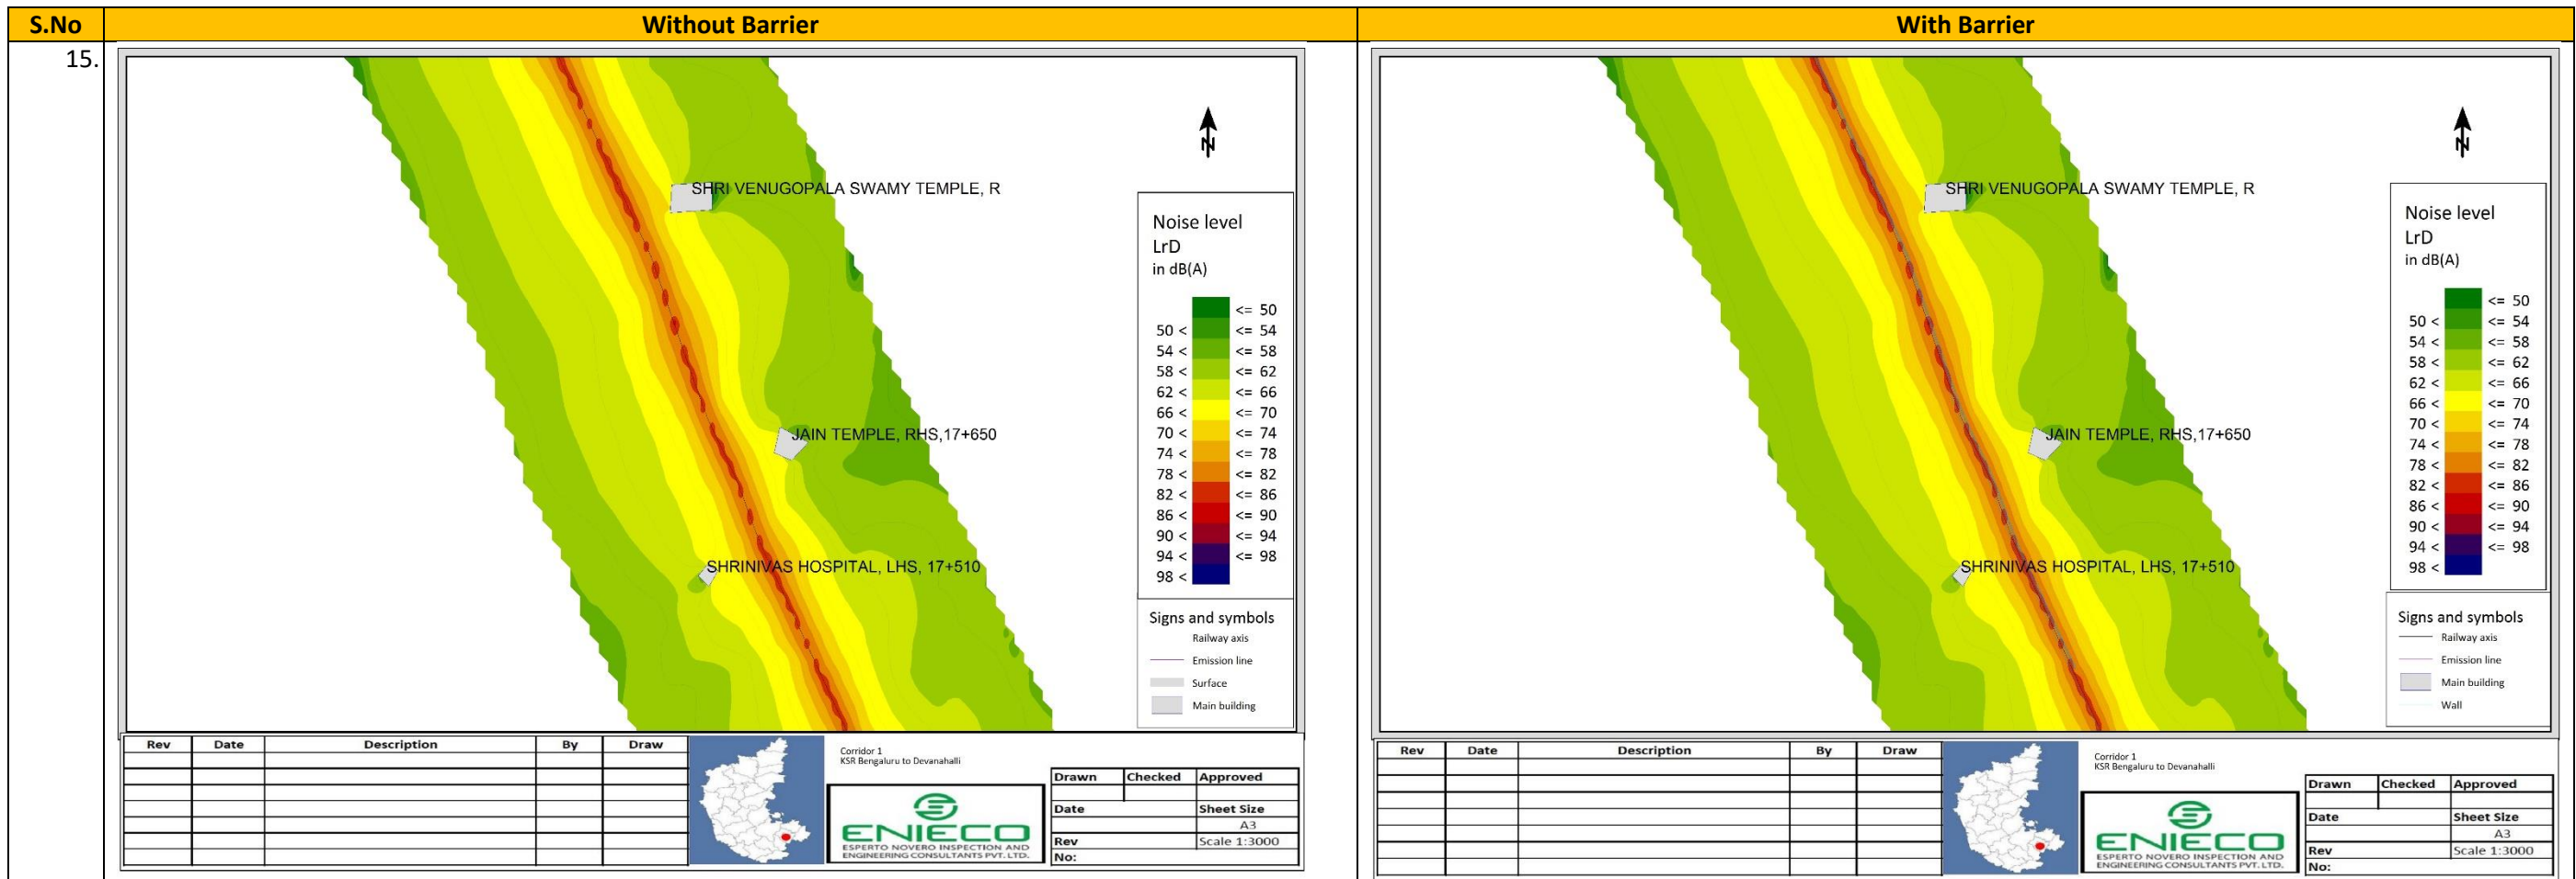 S.No Without Barrier With Barrier
15.
SHRI VENUGOPALA SWAMY TEMPLE, R
JAIN TEMPLE, RHS,17+650
SHRINIVAS HOSPITAL, LHS, 17+510
N
Noise level
LrD
in dB(A)
<= 50
50 < <= 54
54 < <= 58
58 < <= 62
62 < <= 66
66 < <= 70
70 < <= 74
74 < <= 78
78 < <= 82
82 < <= 86
86 < <= 90
90 < <= 94
94 < <= 98
98 <
Signs and symbols
Railway axis
Emission line
Surface
Main building
Rev Date Description By Draw
Corridor 1
KSR Bengaluru to Devanahalli
ENIECO
ESPERTO NOVERO INSPECTION AND
ENGINEERING CONSULTANTS PVT. LTD.
Drawn Checked Approved
Date Sheet Size
A3
Rev Scale 1:3000
No:
SHRI VENUGOPALA SWAMY TEMPLE, R
JAIN TEMPLE, RHS,17+650
SHRINIVAS HOSPITAL, LHS, 17+510
N
Noise level
LrD
in dB(A)
<= 50
50 < <= 54
54 < <= 58
58 < <= 62
62 < <= 66
66 < <= 70
70 < <= 74
74 < <= 78
78 < <= 82
82 < <= 86
86 < <= 90
90 < <= 94
94 < <= 98
98 <
Signs and symbols
Railway axis
Emission line
Main building
Wall
Rev Date Description By Draw
Corridor 1
KSR Bengaluru to Devanahalli
ENIECO
ESPERTO NOVERO INSPECTION AND
ENGINEERING CONSULTANTS PVT. LTD.
Drawn Checked Approved
Date Sheet Size
A3
Rev Scale 1:3000
No: